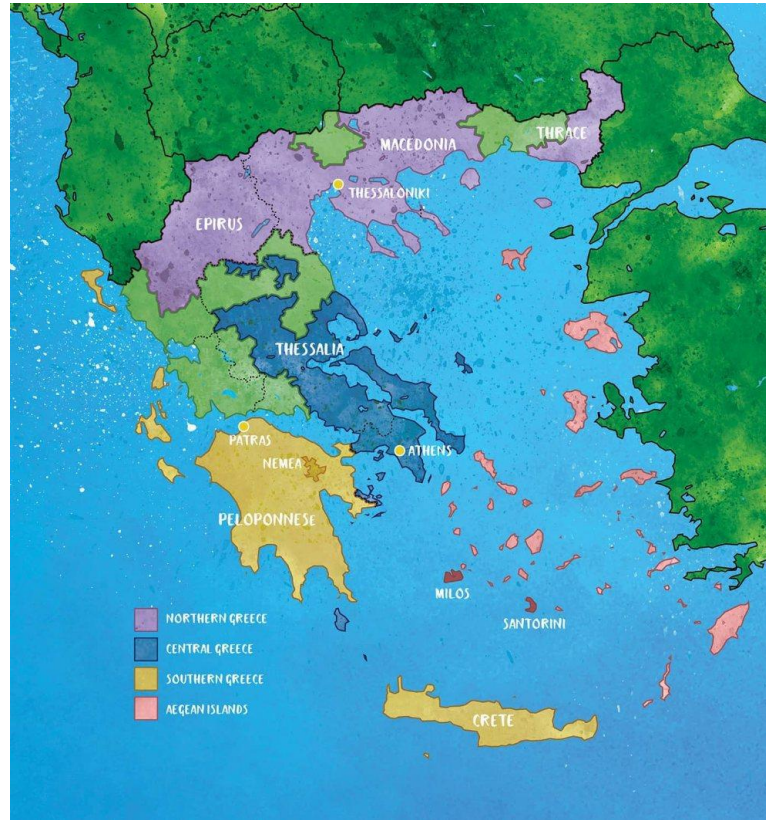 MACEDONIA
THRACE
THESSALONIKI
EPIRUS
THESSALIA
PATRAS
ATHENS
NEMEA
PELOPONNESE
MILOS
SANTORINI
NORTHERN GREECE
CENTRAL GREECE
SOUTHERN GREECE
AEGEAN ISLANDS
CRETE